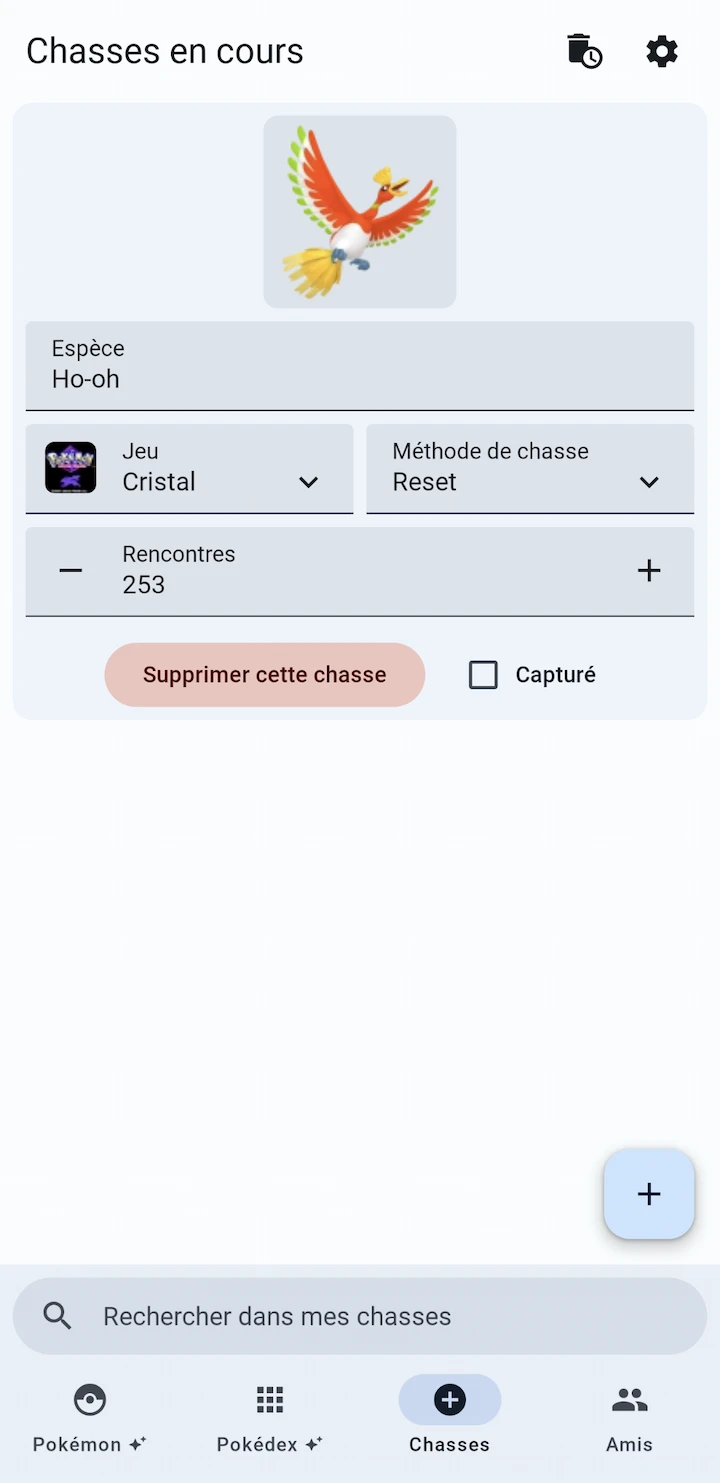 Chasses en cours
Espèce
Ho-oh
Jeu
Cristal
Méthode de chasse
Reset
Rencontres
253
Supprimer cette chasse
Capturé
Rechercher dans mes chasses
Pokémon
Pokédex
Chasses
Amis